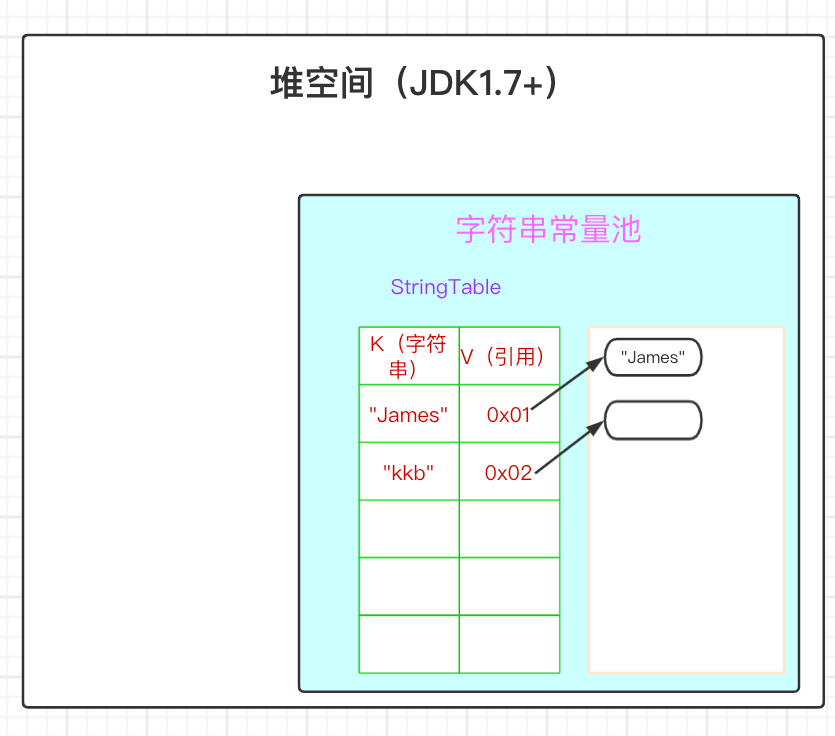 堆空间（JDK1.7+）
字符串常量池
StringTable
K（字符
串）
V（引用）
"James"
0x01
"James"
"kkb"
0x02